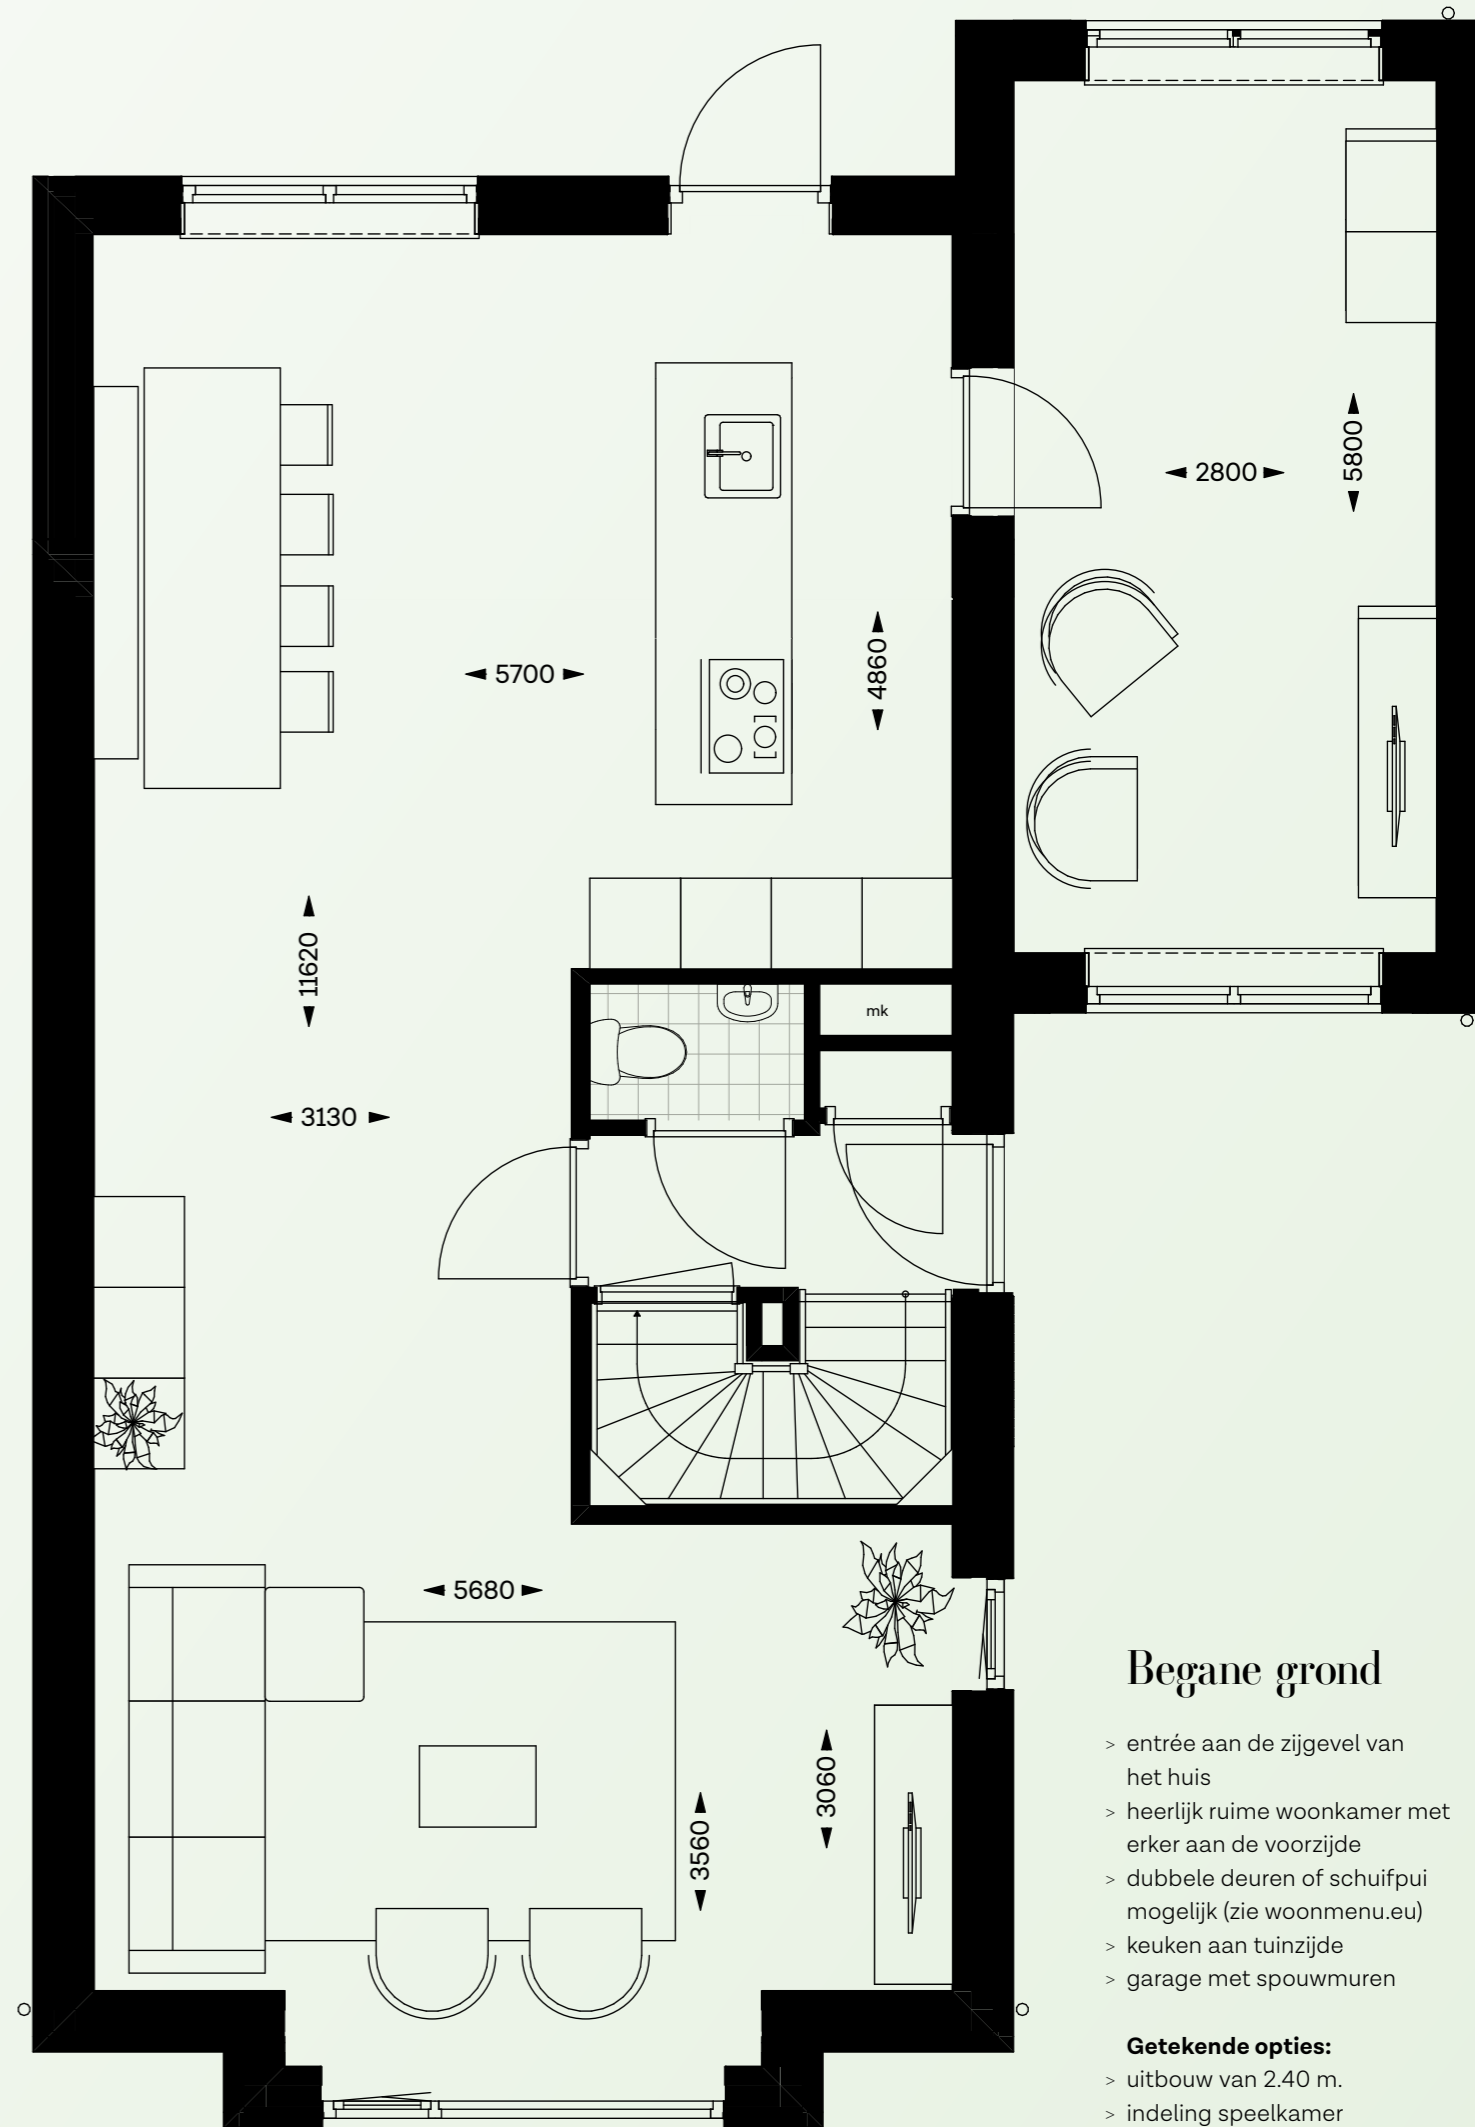 5800
2800
4860
5700
11620
mk
3130
5680
3060
3560
Begane grond
> entrée aan de zijgevel van
het huis
> heerlijk ruime woonkamer met
erker aan de voorzijde
> dubbele deuren of schuifpui
mogelijk (zie woonmenu.eu)
> keuken aan tuinzijde
> garage met spouwmuren
Getekende opties:
> uitbouw van 2.40 m.
> indeling speelkamer